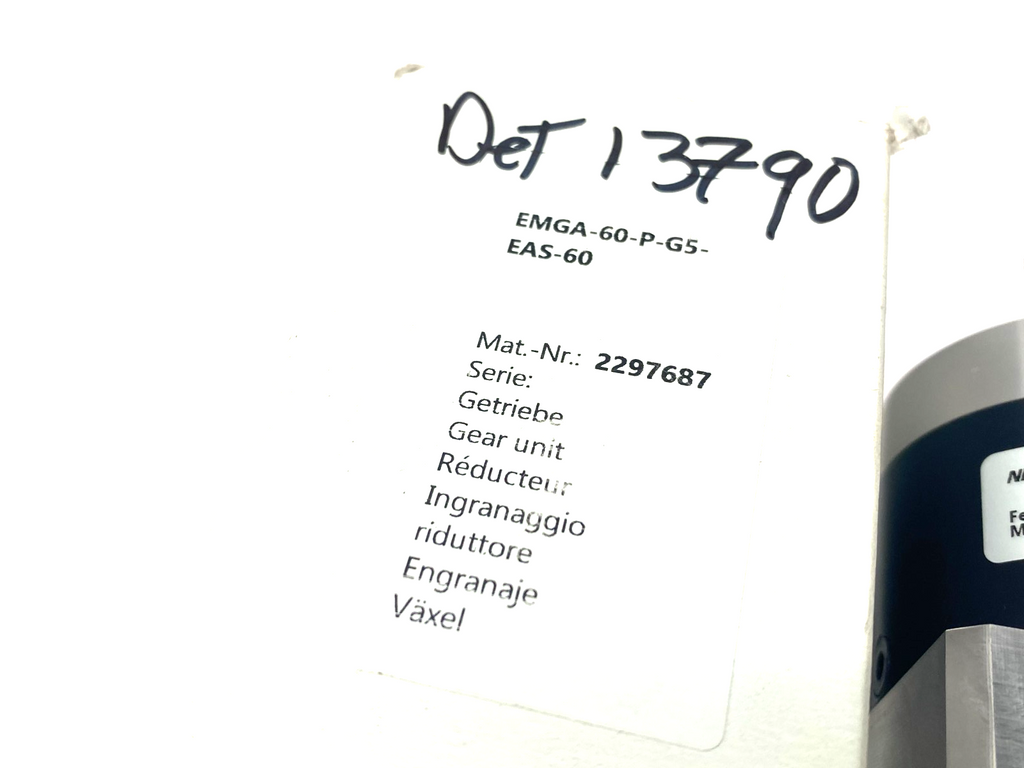 Det 13790
EMGA-60-P-G5-
EAS-60
Mat.-Nr.: 2297687
Serie:
Getriebe
Gear unit
Réducteur
Ingranaggio
riduttore
Engranaje
Växel